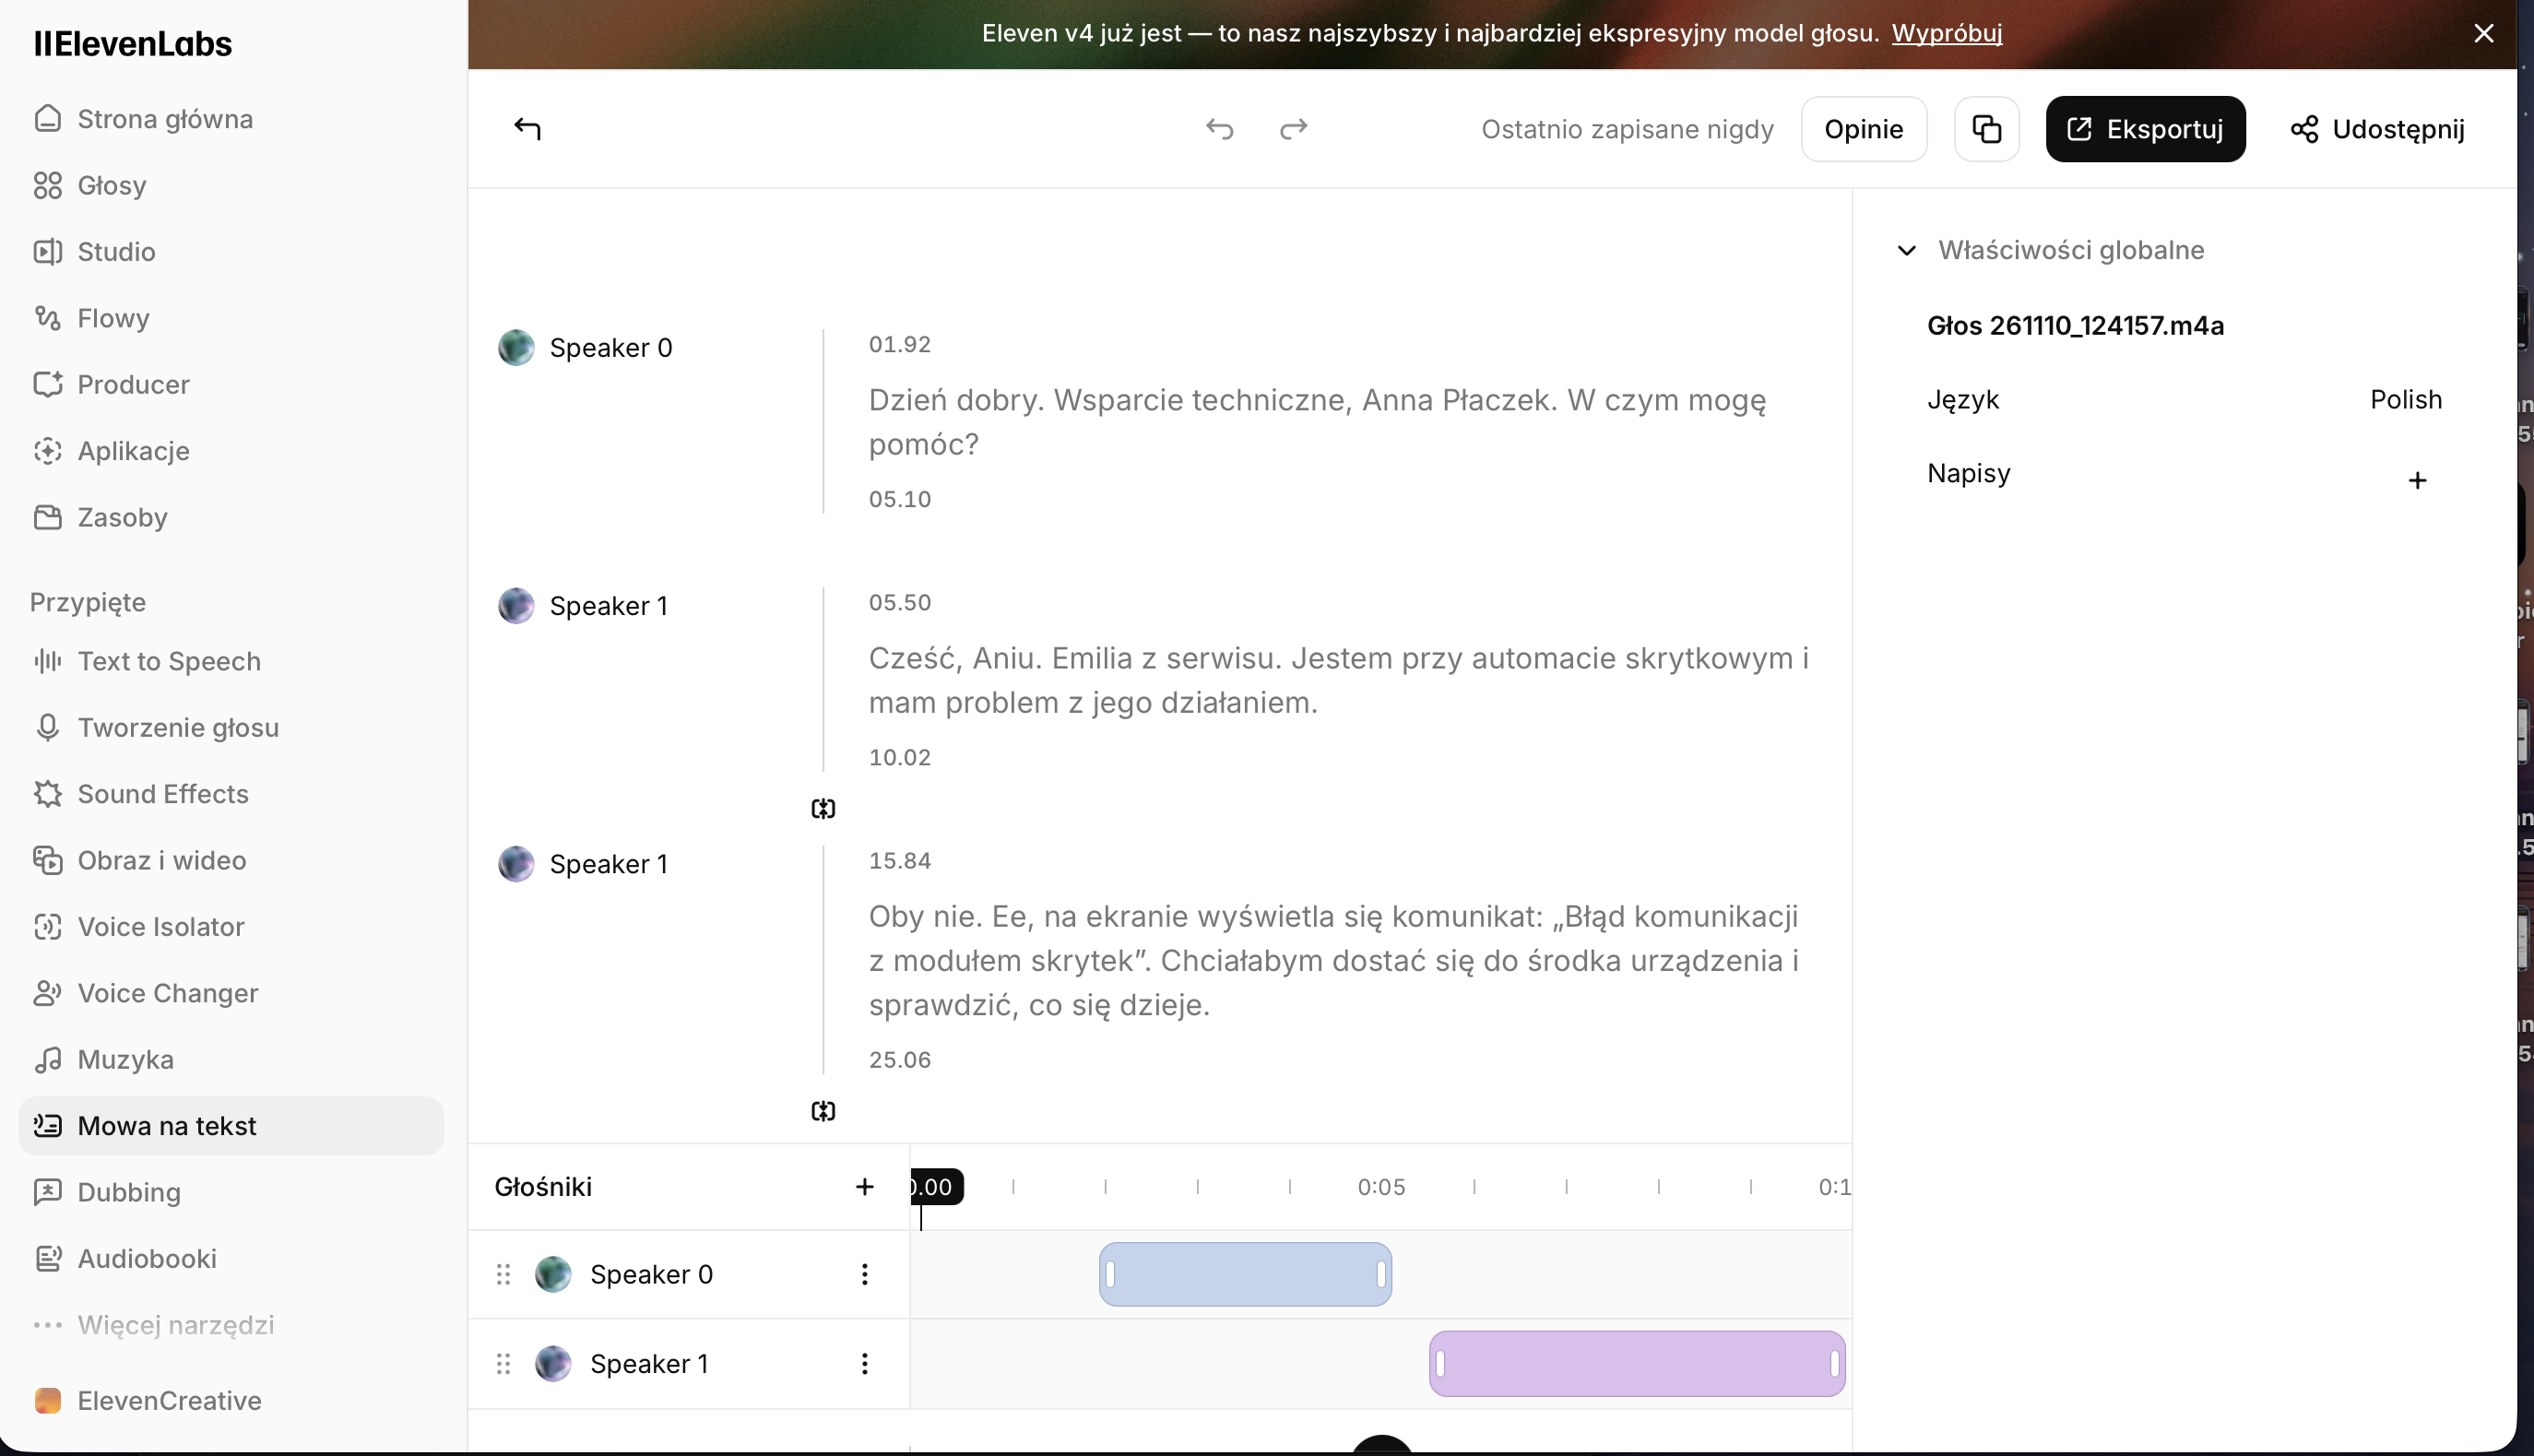 ElevenLabs
Strona główna
Głosy
Studio
Flowy
Producer
Aplikacje
Zasoby
Przypięte
Text to Speech
Tworzenie głosu
Sound Effects
Obraz i wideo
Voice Isolator
Voice Changer
Muzyka
Mowa na tekst
Dubbing
Audiobooki
Więcej narzędzi
ElevenCreative
Eleven v4 już jest — to nasz najszybszy i najbardziej ekspresyjny model głosu. Wypróbuj
Ostatnio zapisane nigdy
Opinie
Eksportuj
Udostępnij
Speaker 0
01.92
Dzień dobry. Wsparcie techniczne, Anna Płaczek. W czym mogę
pomóc?
05.10
Speaker 1
05.50
Cześć, Aniu. Emilia z serwisu. Jestem przy automacie skrytkowym i
mam problem z jego działaniem.
10.02
Speaker 1
15.84
Oby nie. Ee, na ekranie wyświetla się komunikat: „Błąd komunikacji
z modułem skrytek”. Chciałabym dostać się do środka urządzenia i
sprawdzić, co się dzieje.
25.06
Właściwości globalne
Głos 261110_124157.m4a
Język Polish
Napisy
Głośniki
0.00 0:05 0:1
Speaker 0
Speaker 1